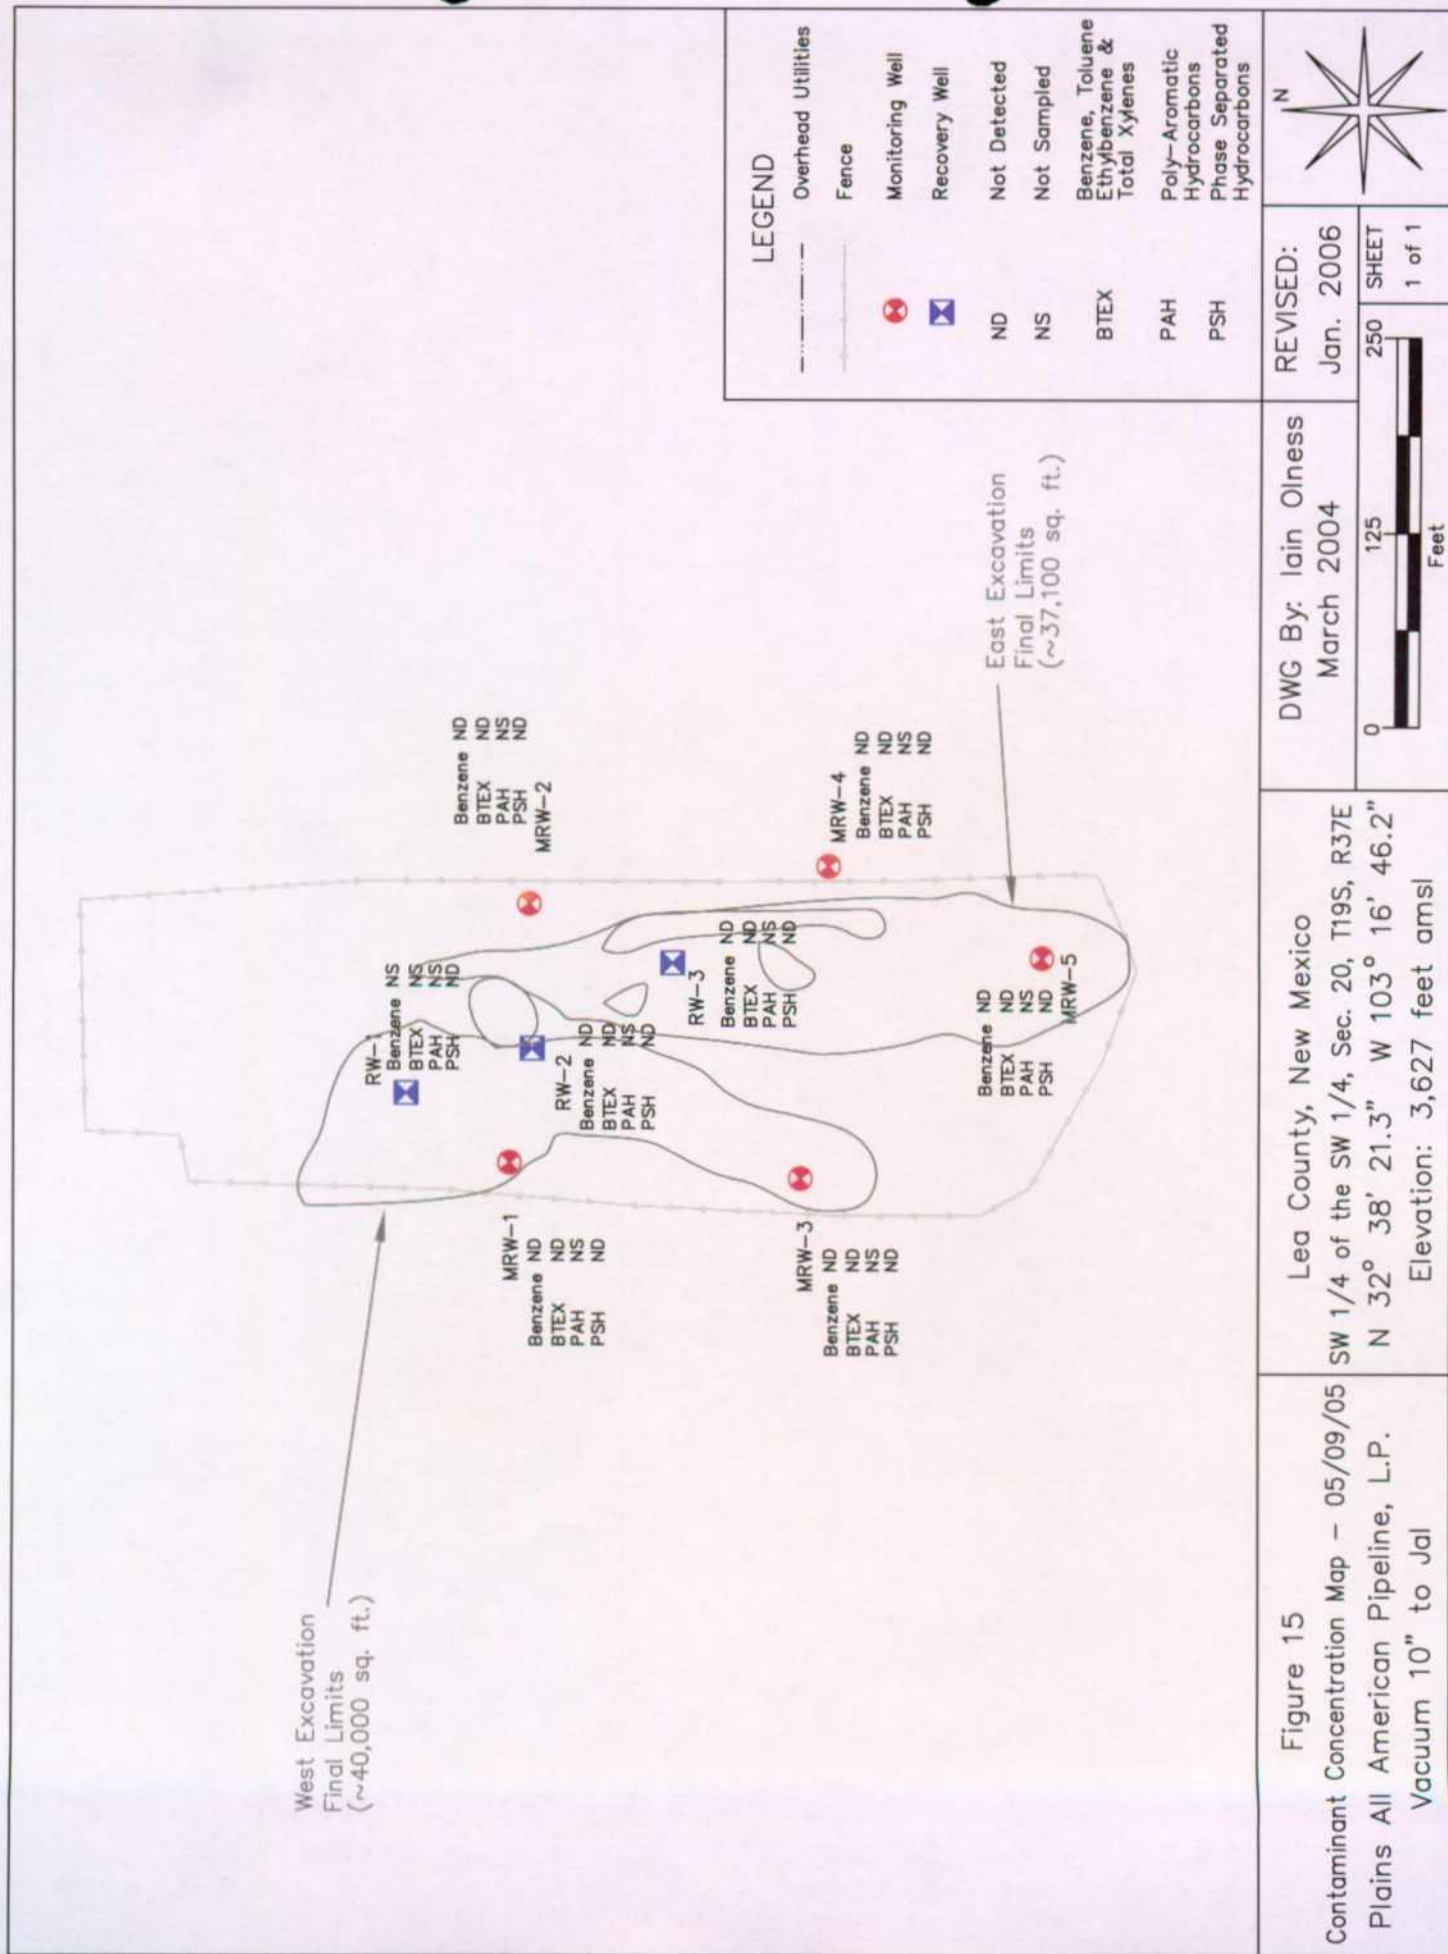 West Excavation
Final Limits
(~40,000 sq. ft.)
RW-1
Benzene NS
BTEX NS
PAH NS
PSH ND
Benzene ND
BTEX ND
PAH NS
PSH ND
MRW-2
MRW-1
Benzene ND
BTEX ND
PAH NS
PSH ND
RW-2
Benzene ND
BTEX ND
PAH NS
PSH ND
RW-3
Benzene ND
BTEX ND
PAH NS
PSH ND
MRW-3
Benzene ND
BTEX ND
PAH NS
PSH ND
MRW-4
Benzene ND
BTEX ND
PAH NS
PSH ND
Benzene ND
BTEX ND
PAH NS
PSH ND
MRW-5
East Excavation
Final Limits
(~37,100 sq. ft.)
LEGEND
Overhead Utilities
Fence
Monitoring Well
Recovery Well
ND Not Detected
NS Not Sampled
BTEX Benzene, Toluene
Ethylbenzene &
Total Xylenes
PAH Poly-Aromatic
Hydrocarbons
PSH Phase Separated
Hydrocarbons
Figure 15
Contaminant Concentration Map - 05/09/05
Plains All American Pipeline, L.P.
Vacuum 10" to Jal
Lea County, New Mexico
SW 1/4 of the SW 1/4, Sec. 20, T19S, R37E
N 32° 38' 21.3" W 103° 16' 46.2"
Elevation: 3,627 feet amsl
DWG By: Iain Olness
March 2004
REVISED:
Jan. 2006
0 125 250
Feet
SHEET
1 of 1
N